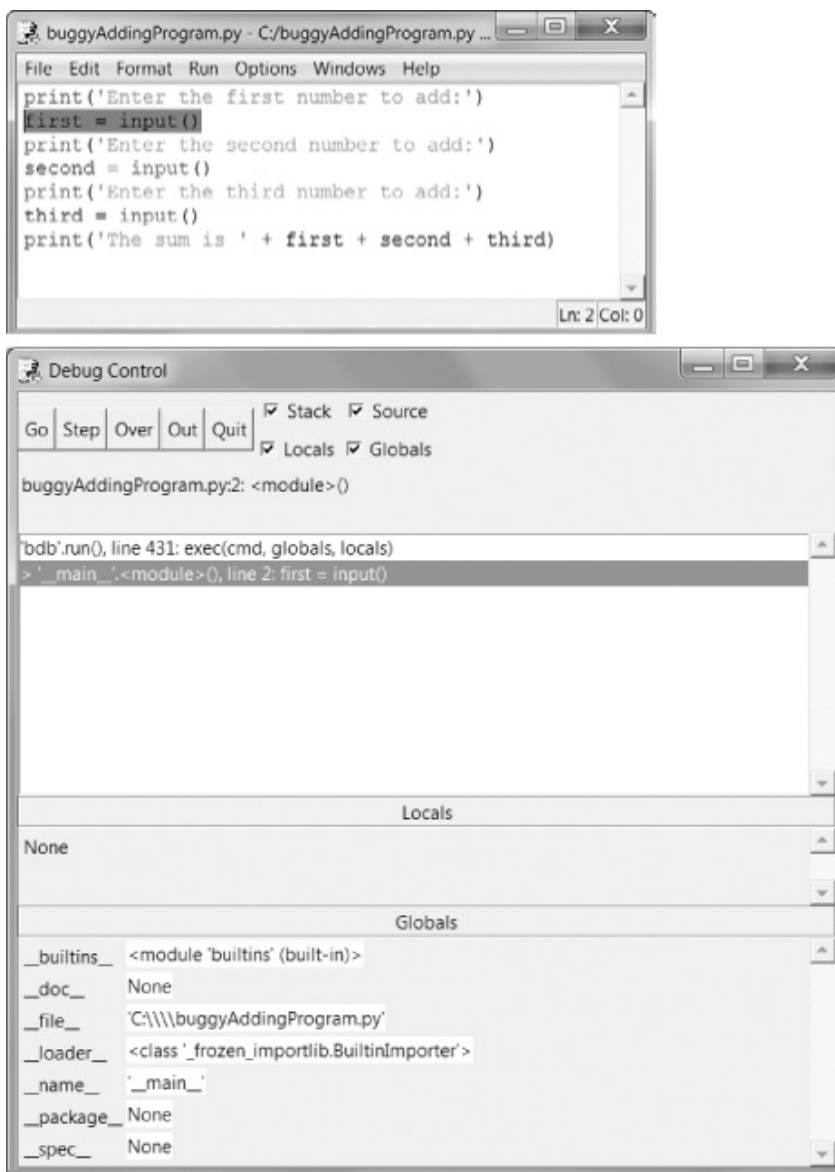 buggyAddingProgram.py - C:/buggyAddingProgram.py ...
File Edit Format Run Options Windows Help
print('Enter the first number to add:')
first = input()
print('Enter the second number to add:')
second = input()
print('Enter the third number to add:')
third = input()
print('The sum is ' + first + second + third)
Ln: 2 Col: 0
Debug Control
Go Step Over Out Quit
Stack Source
Locals Globals
buggyAddingProgram.py:2: <module>()
'bdb'.run(), line 431: exec(cmd, globals, locals)
> '__main__'.<module>(), line 2: first = input()
Locals
None
Globals
__builtins__ <module 'builtins' (built-in)>
__doc__ None
__file__ 'C:\\\\buggyAddingProgram.py'
__loader__ <class '_frozen_importlib.BuiltinImporter'>
__name__ '__main__'
__package__ None
__spec__ None